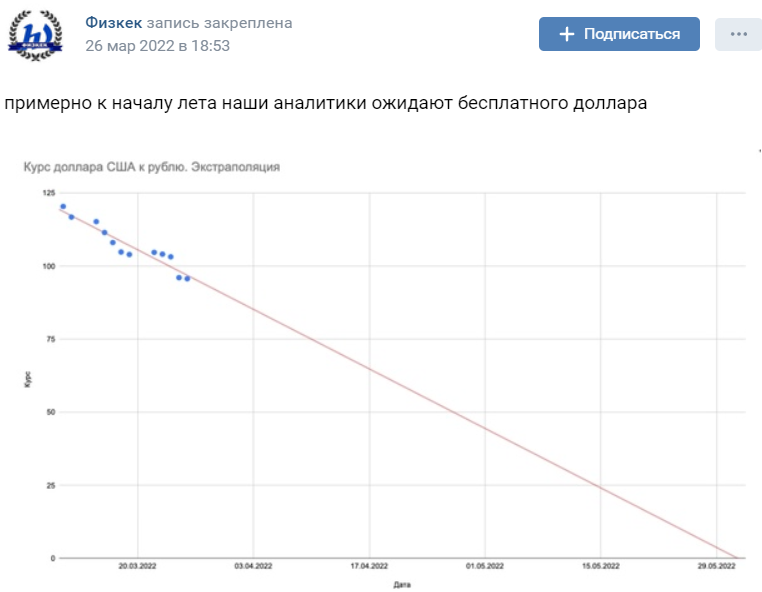 Физкек запись закреплена
26 мар 2022 в 18:53
Подписаться
ФИЗКЕК
примерно к началу лета наши аналитики ожидают бесплатного доллара
Курс доллара США к рублю. Экстраполяция
125
100
75
50
25
0
Курс
20.03.2022
03.04.2022
17.04.2022
01.05.2022
15.05.2022
29.05.2022
Дата